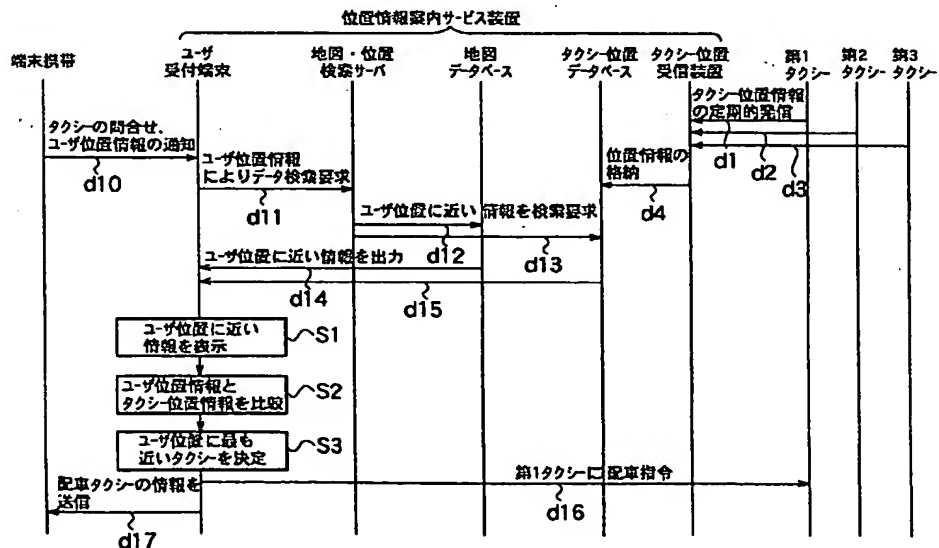 位置情報案内サービス装置
端末携帯
ユーザ
受付端末
地図・位置
検索サーバ
地図
データベース
タクシー位置
データベース
タクシー位置
受信装置
第1
タクシー
第2
タクシー
第3
タクシー
タクシー位置情報
の定期的発信
d1
d2
d3
タクシーの問合せ、
ユーザ位置情報の通知
d10
ユーザ位置情報
によりデータ検索要求
d11
位置情報の
格納
d4
ユーザ位置に近い 情報を検索要求
d12
d13
ユーザ位置に近い情報を出力
d14
d15
ユーザ位置に近い
情報を表示
S1
ユーザ位置情報と
タクシー位置情報を比較
S2
ユーザ位置に最も
近いタクシーを決定
S3
第1タクシーに配車指令
d16
配車タクシーの情報を
送信
d17